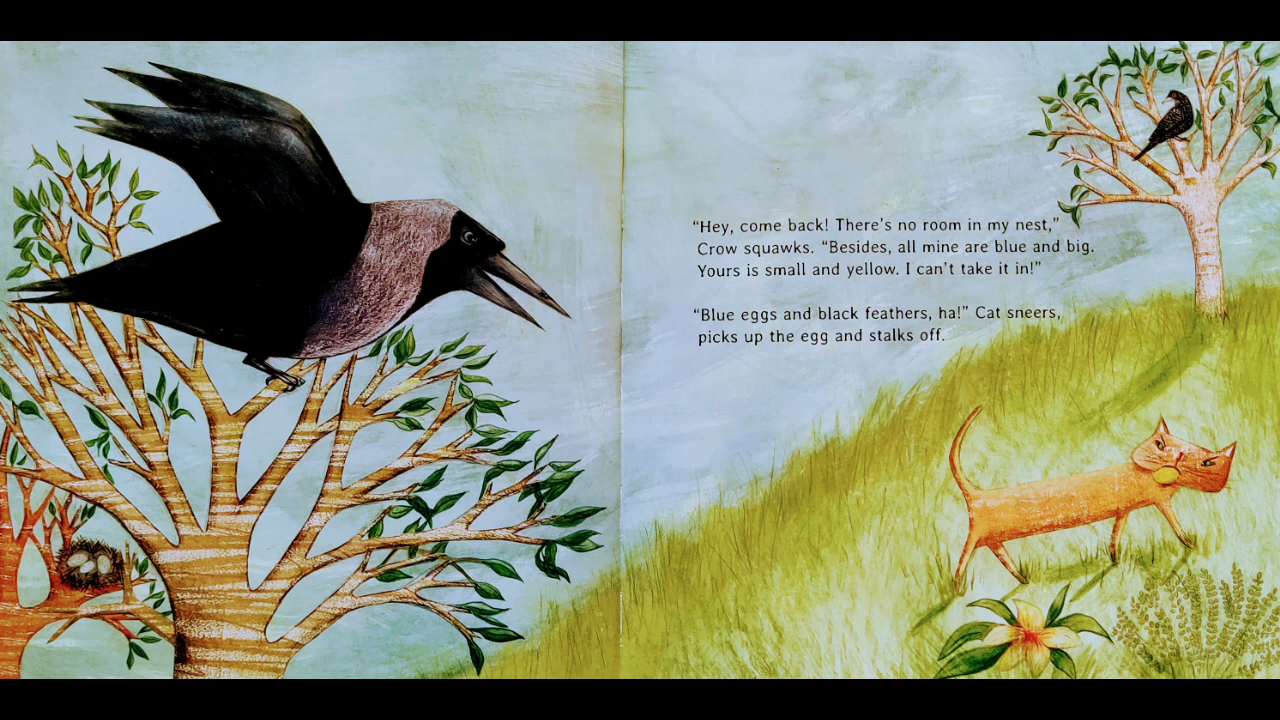 “Hey, come back! There’s no room in my nest,”
Crow squawks. “Besides, all mine are blue and big.
Yours is small and yellow. I can’t take it in!”
“Blue eggs and black feathers, ha!” Cat sneers,
picks up the egg and stalks off.